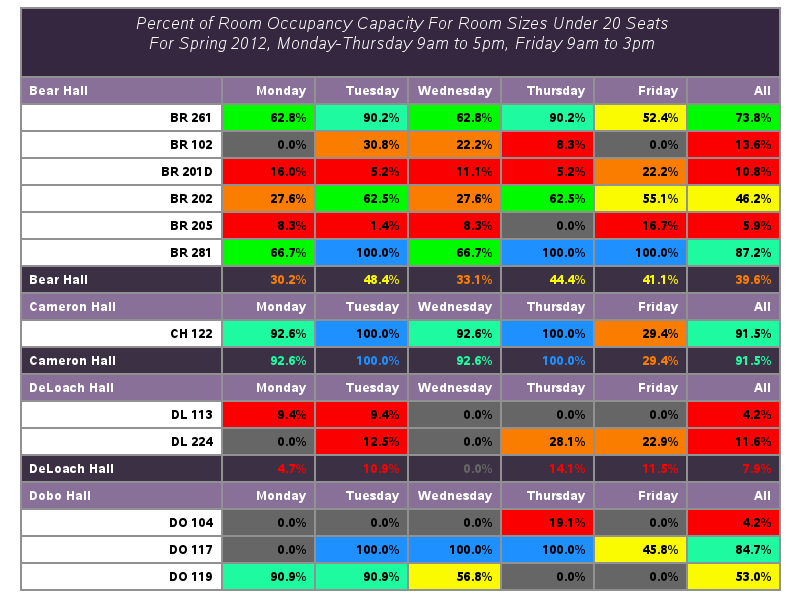 Percent of Room Occupancy Capacity For Room Sizes Under 20 Seats
For Spring 2012, Monday-Thursday 9am to 5pm, Friday 9am to 3pm
Bear Hall Monday Tuesday Wednesday Thursday Friday All
BR 261 62.8% 90.2% 62.8% 90.2% 52.4% 73.8%
BR 102 0.0% 30.8% 22.2% 8.3% 0.0% 13.6%
BR 201D 16.0% 5.2% 11.1% 5.2% 22.2% 10.8%
BR 202 27.6% 62.5% 27.6% 62.5% 55.1% 46.2%
BR 205 8.3% 1.4% 8.3% 0.0% 16.7% 5.9%
BR 281 66.7% 100.0% 66.7% 100.0% 100.0% 87.2%
Bear Hall 30.2% 48.4% 33.1% 44.4% 41.1% 39.6%
Cameron Hall Monday Tuesday Wednesday Thursday Friday All
CH 122 92.6% 100.0% 92.6% 100.0% 29.4% 91.5%
Cameron Hall 92.6% 100.0% 92.6% 100.0% 29.4% 91.5%
DeLoach Hall Monday Tuesday Wednesday Thursday Friday All
DL 113 9.4% 9.4% 0.0% 0.0% 0.0% 4.2%
DL 224 0.0% 12.5% 0.0% 28.1% 22.9% 11.6%
DeLoach Hall 4.7% 10.9% 0.0% 14.1% 11.5% 7.9%
Dobo Hall Monday Tuesday Wednesday Thursday Friday All
DO 104 0.0% 0.0% 0.0% 19.1% 0.0% 4.2%
DO 117 0.0% 100.0% 100.0% 100.0% 45.8% 84.7%
DO 119 90.9% 90.9% 56.8% 0.0% 0.0% 53.0%